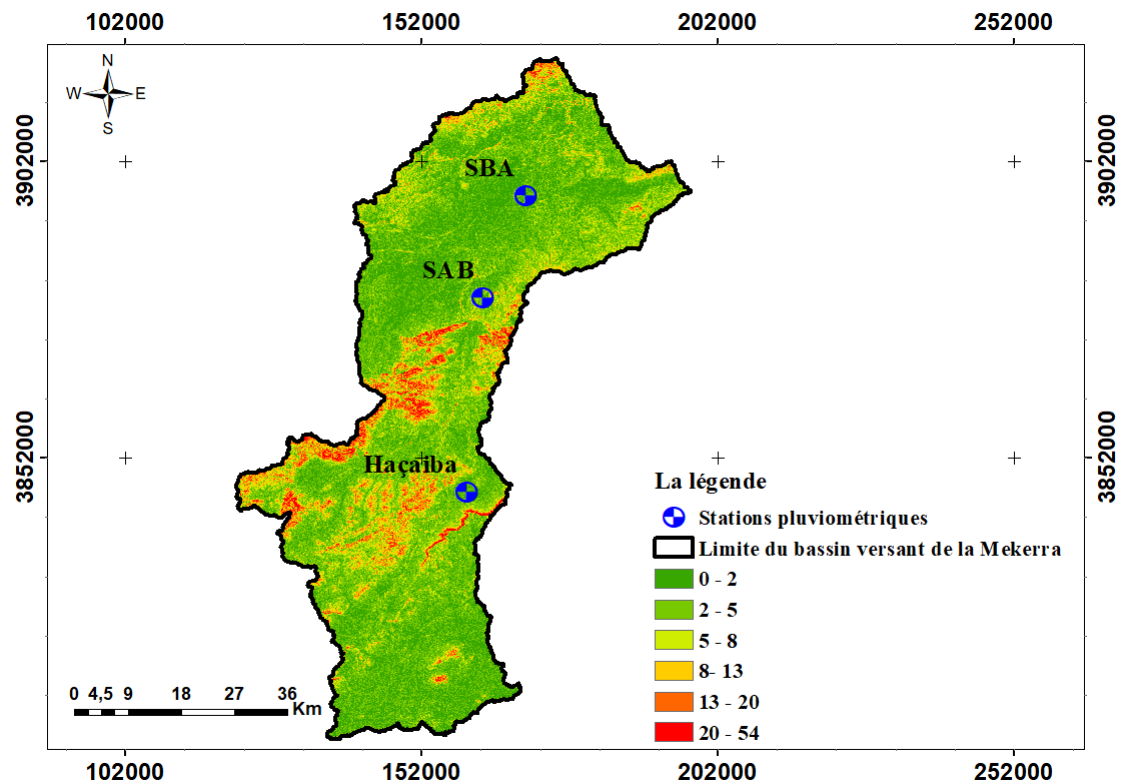 102000 152000 202000 252000
N
W E
S
3902000 3902000
SBA
SAB
3852000 3852000
Haçaiba
La légende
Stations pluviométriques
Limite du bassin versant de la Mekerra
0 - 2
2 - 5
5 - 8
8- 13
13 - 20
20 - 54
0 4,5 9 18 27 36
Km
102000 152000 202000 252000